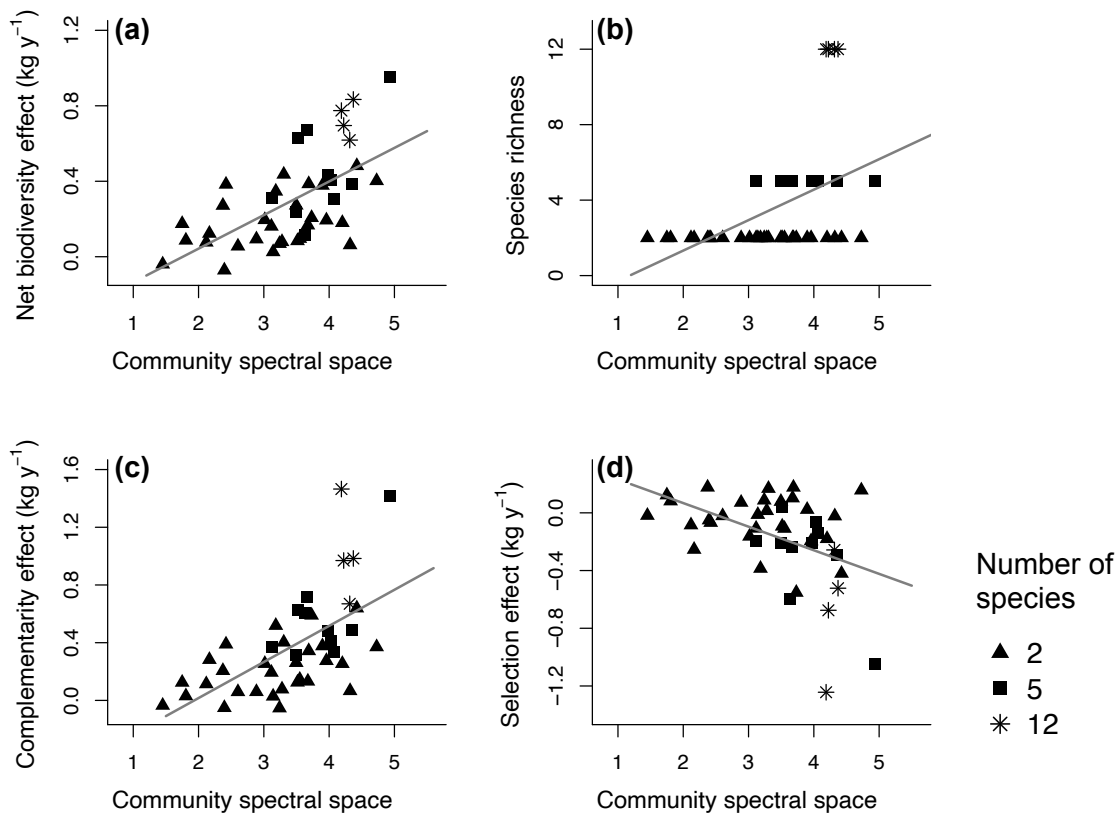 (a)
Net biodiversity effect (kg y⁻¹)
0.0 0.4 0.8 1.2
1 2 3 4 5
Community spectral space
(b)
Species richness
0 4 8 12
1 2 3 4 5
Community spectral space
(c)
Complementarity effect (kg y⁻¹)
0.0 0.4 0.8 1.2 1.6
1 2 3 4 5
Community spectral space
(d)
Selection effect (kg y⁻¹)
−1.2 −0.8 −0.4 0.0
1 2 3 4 5
Community spectral space
Number of
species
2
5
12